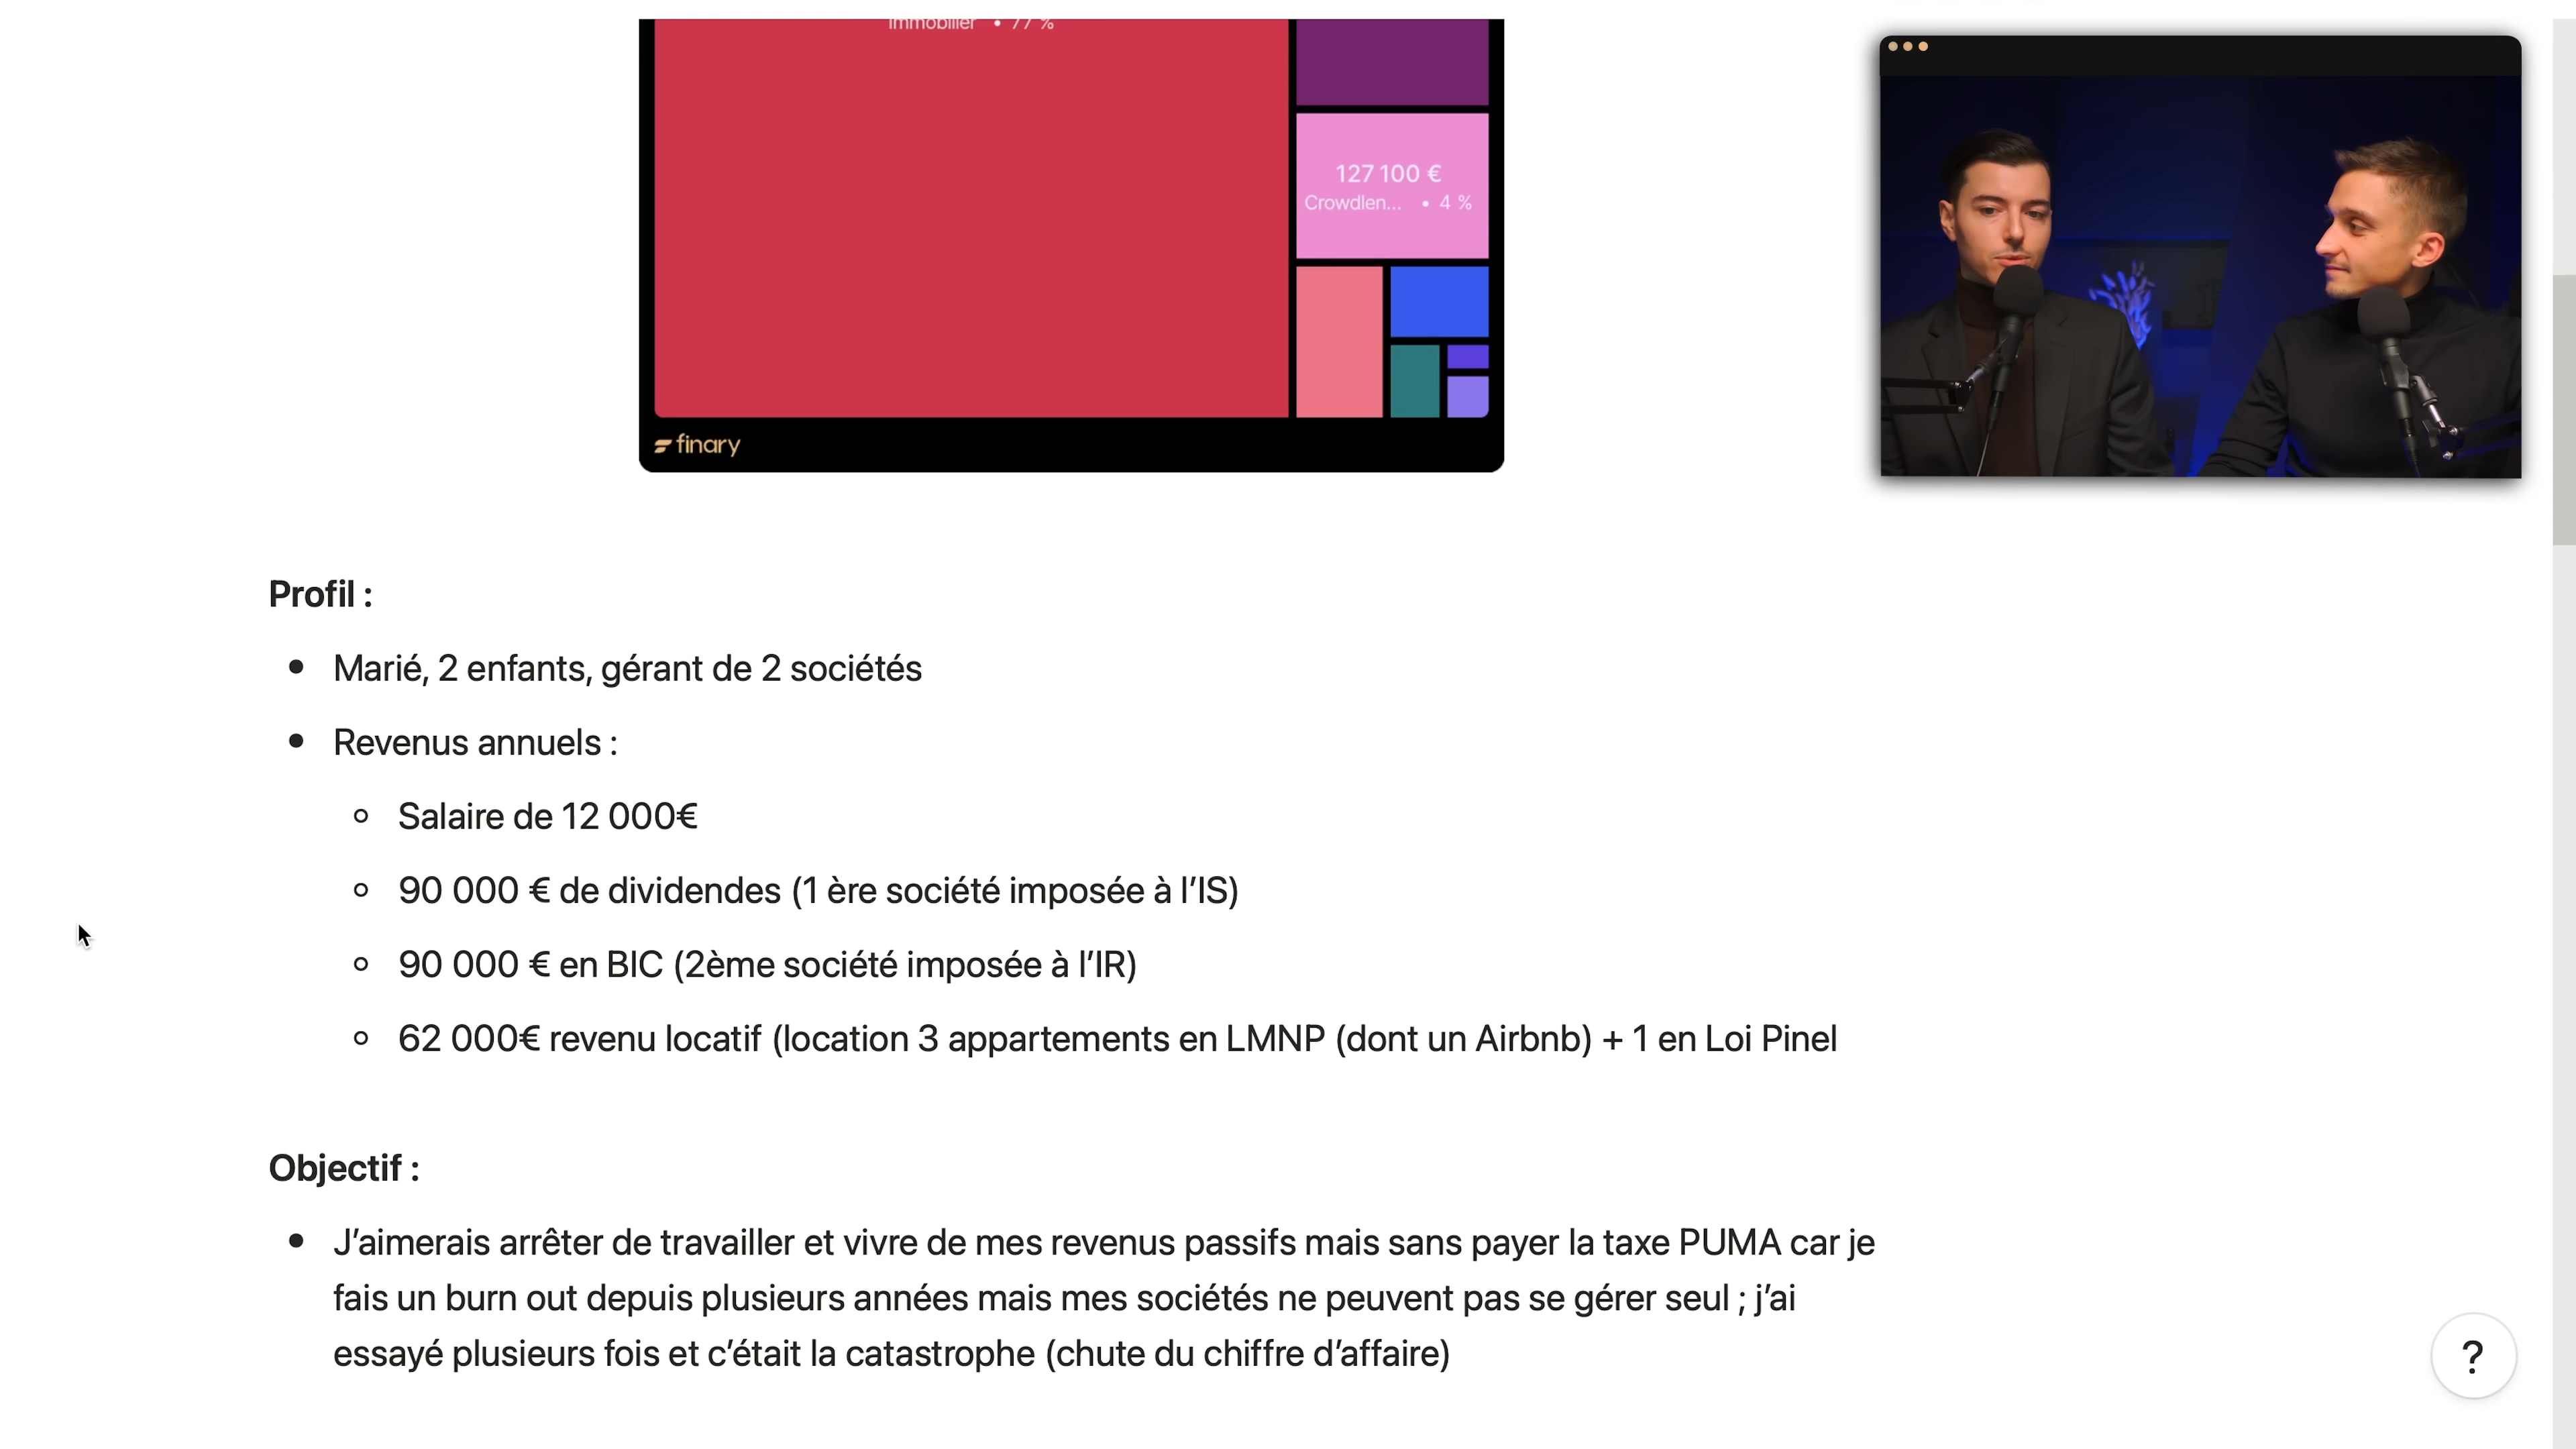 Immobilier • 77 %
127 100 €
Crowdlen... • 4 %
finary
Profil :
Marié, 2 enfants, gérant de 2 sociétés
Revenus annuels :
Salaire de 12 000€
90 000 € de dividendes (1 ère société imposée à l’IS)
90 000 € en BIC (2ème société imposée à l’IR)
62 000€ revenu locatif (location 3 appartements en LMNP (dont un Airbnb) + 1 en Loi Pinel
Objectif :
J’aimerais arrêter de travailler et vivre de mes revenus passifs mais sans payer la taxe PUMA car je
fais un burn out depuis plusieurs années mais mes sociétés ne peuvent pas se gérer seul ; j’ai
essayé plusieurs fois et c’était la catastrophe (chute du chiffre d’affaire)
?